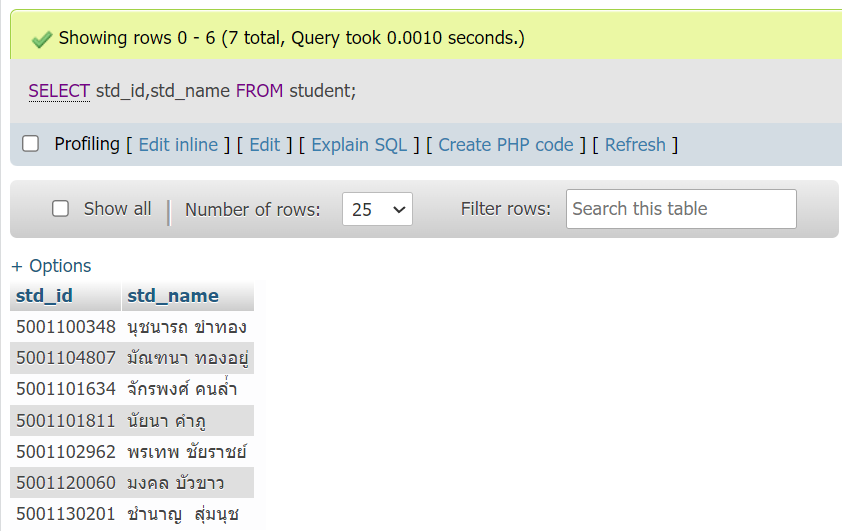 Showing rows 0 - 6 (7 total, Query took 0.0010 seconds.)
SELECT std_id,std_name FROM student;
Profiling [ Edit inline ] [ Edit ] [ Explain SQL ] [ Create PHP code ] [ Refresh ]
Show all | Number of rows: 25 Filter rows: Search this table
+ Options
std_id std_name
5001100348 นุชนารถ ขำทอง
5001104807 มัณฑนา ทองอยู่
5001101634 จักรพงศ์ คนล่ำ
5001101811 นัยนา คำภู
5001102962 พรเทพ ชัยราชย์
5001120060 มงคล บัวขาว
5001130201 ชำนาญ  สุ่มนุช